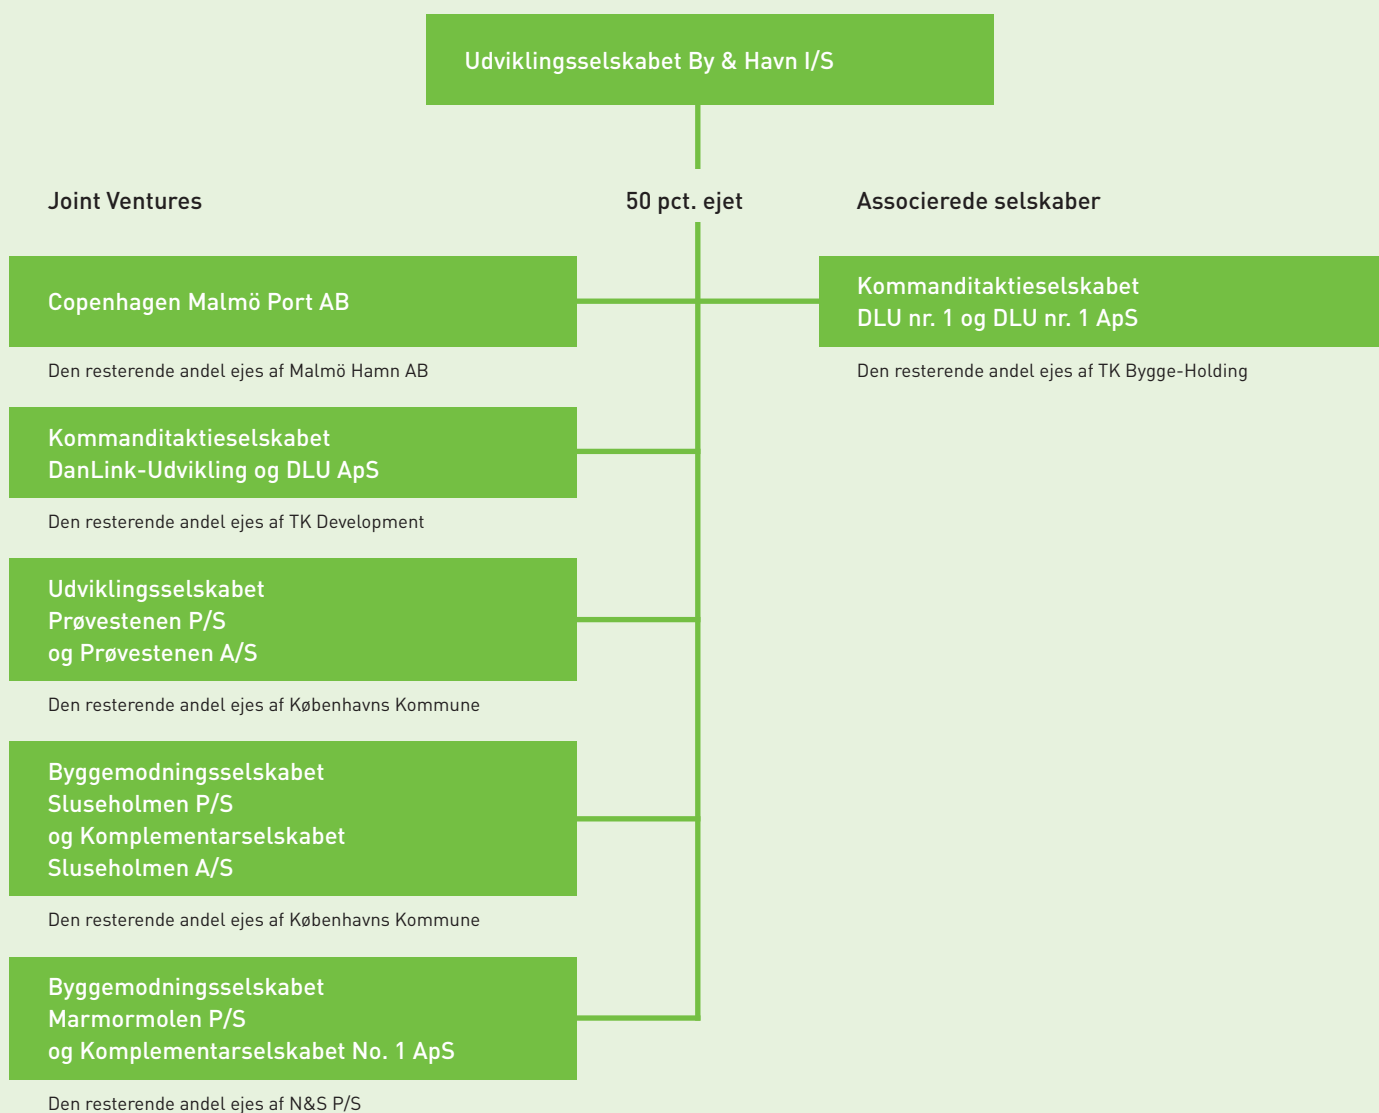 Udviklingsselskabet By & Havn I/S
Joint Ventures
50 pct. ejet
Associerede selskaber
Copenhagen Malmö Port AB
Den resterende andel ejes af Malmö Hamn AB
Kommanditaktieselskabet
DLU nr. 1 og DLU nr. 1 ApS
Den resterende andel ejes af TK Bygge-Holding
Kommanditaktieselskabet
DanLink-Udvikling og DLU ApS
Den resterende andel ejes af TK Development
Udviklingsselskabet
Prøvestenen P/S
og Prøvestenen A/S
Den resterende andel ejes af Københavns Kommune
Byggemodningsselskabet
Sluseholmen P/S
og Komplementarselskabet
Sluseholmen A/S
Den resterende andel ejes af Københavns Kommune
Byggemodningsselskabet
Marmormolen P/S
og Komplementarselskabet No. 1 ApS
Den resterende andel ejes af N&S P/S